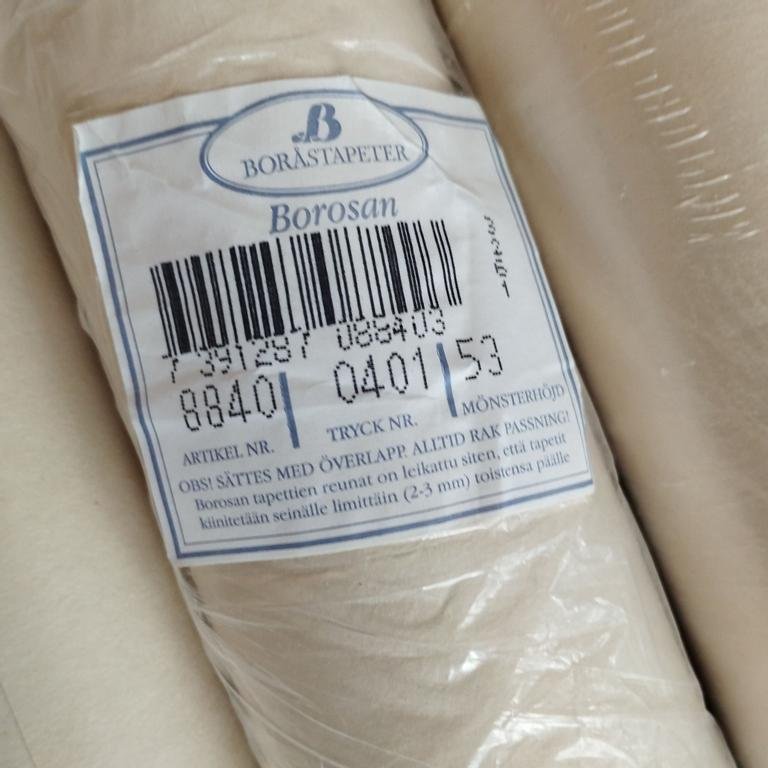 B
BORÅSTAPETER
Borosan
7 391287 088403
8840 0401 53
ARTIKEL NR. TRYCK NR. MÖNSTERHÖJD
OBS! SÄTTES MED ÖVERLAPP. ALLTID RAK PASSNING!
Borosan tapettien reunat on leikattu siten, että tapetit
kiinitetään seinälle limittäin (2-3 mm) toistensa päälle